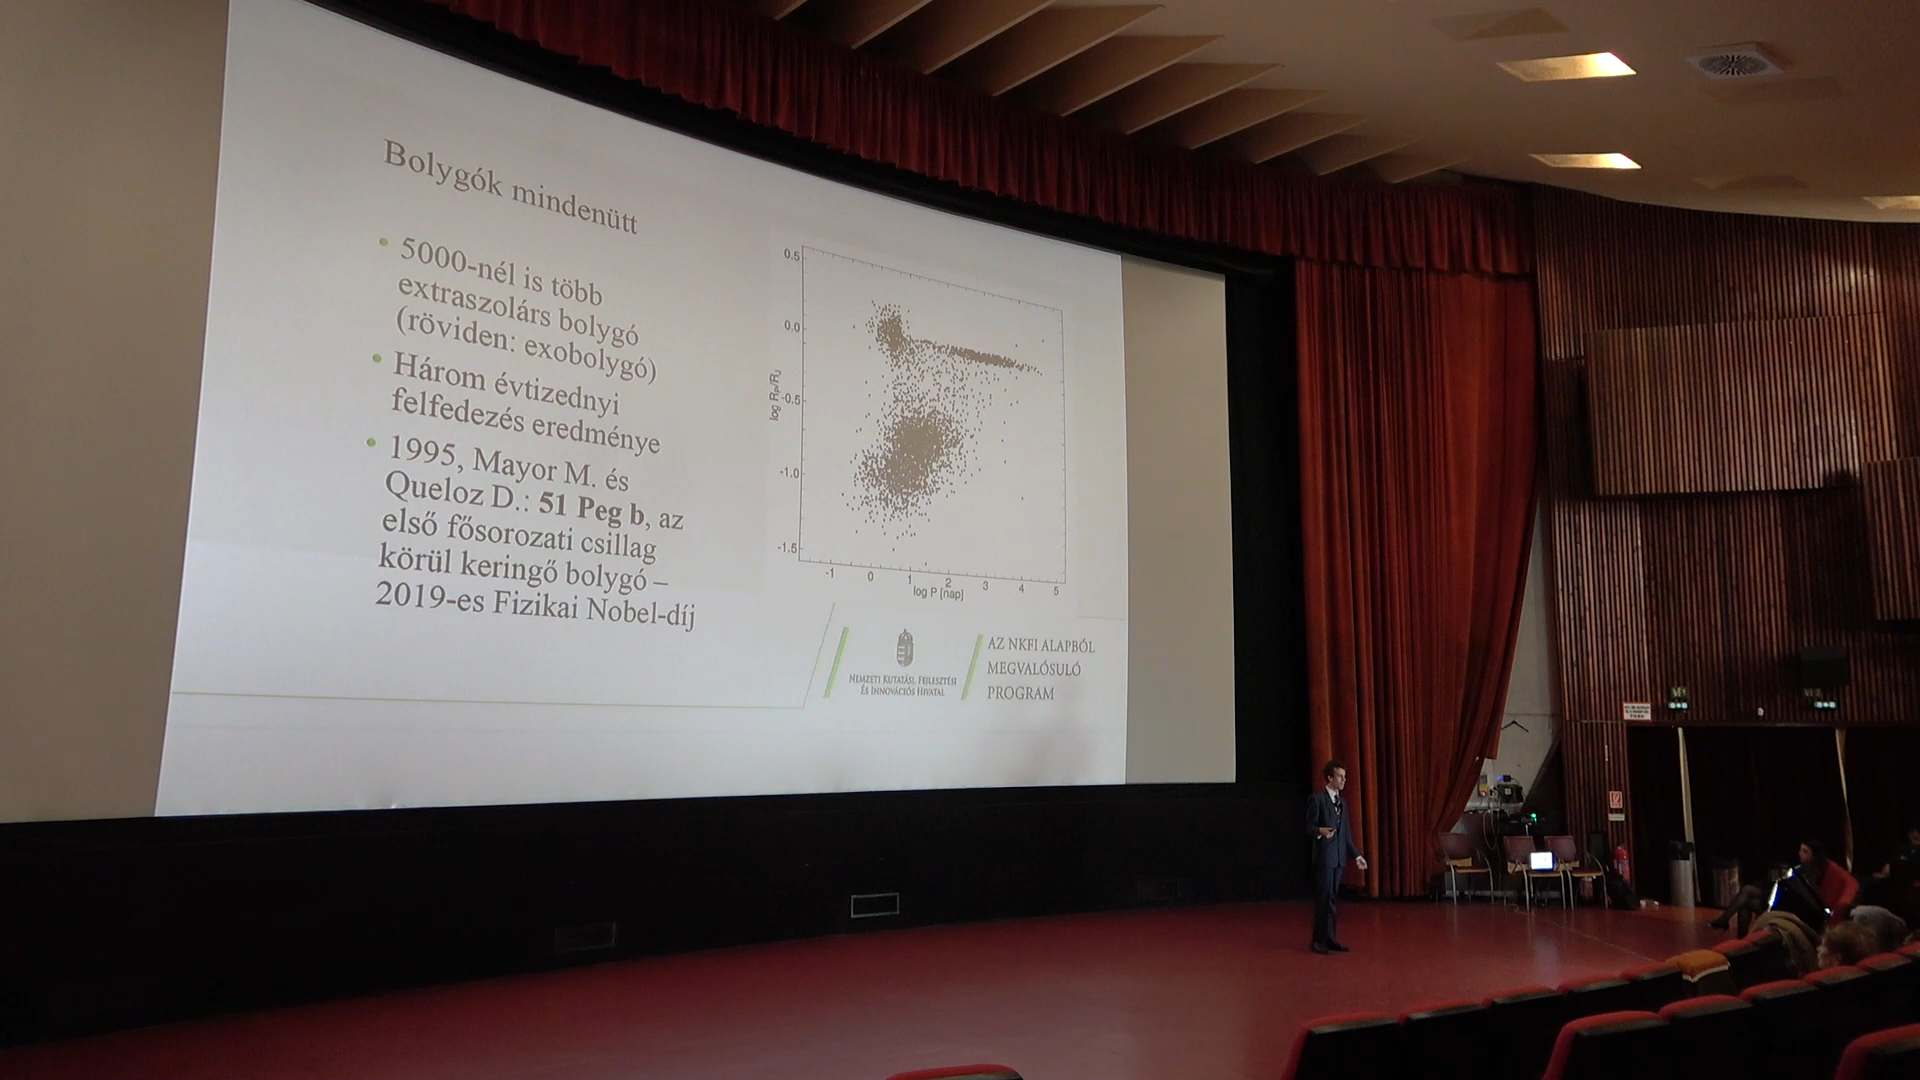 Bolygók mindenütt
5000-nél is több
extraszolárs bolygó
(röviden: exobolygó)
Három évtizednyi
felfedezés eredménye
1995, Mayor M. és
Queloz D.: 51 Peg b, az
első fősorozati csillag
körül keringő bolygó –
2019-es Fizikai Nobel-díj
0.5
0.0
-0.5
-1.0
-1.5
log Rₚ/Rⱼ
-1 0 1 2 3 4 5
log P [nap]
NEMZETI KUTATÁSI, FEJLESZTÉSI
ÉS INNOVÁCIÓS HIVATAL
AZ NKFI ALAPBÓL
MEGVALÓSULÓ
PROGRAM